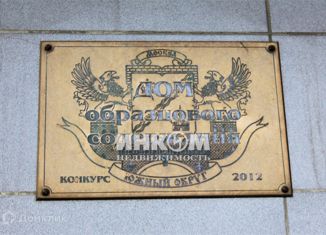 МОСКВА
ДОМ
образцового
ИНКОМ
НЕДВИЖИМОСТЬ
ЮЖНЫЙ ОКРУГ
КОНКУРС 2012
Домклик